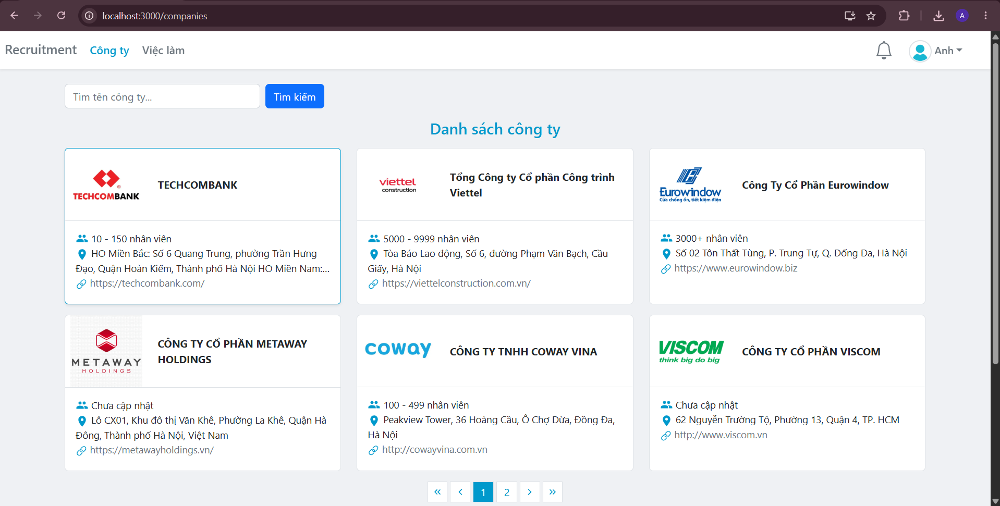 localhost:3000/companies
A
Recruitment
Công ty
Việc làm
Anh
Tìm tên công ty...
Tìm kiếm
Danh sách công ty
TECHCOMBANK
TECHCOMBANK
10 - 150 nhân viên
HO Miền Bắc: Số 6 Quang Trung, phường Trần Hưng
Đạo, Quận Hoàn Kiếm, Thành phố Hà Nội HO Miền Nam:...
https://techcombank.com/
viettel
construction
Tổng Công ty Cổ phần Công trình
Viettel
5000 - 9999 nhân viên
Tòa Báo Lao động, Số 6, đường Phạm Văn Bạch, Cầu
Giấy, Hà Nội
https://viettelconstruction.com.vn/
Eurowindow
Cửa chống ồn, tiết kiệm điện
Công Ty Cổ Phần Eurowindow
3000+ nhân viên
Số 02 Tôn Thất Tùng, P. Trung Tự, Q. Đống Đa, Hà Nội
https://www.eurowindow.biz
METAWAY
HOLDINGS
CÔNG TY CỔ PHẦN METAWAY
HOLDINGS
Chưa cập nhật
Lô CX01, Khu đô thị Văn Khê, Phường La Khê, Quận Hà
Đông, Thành phố Hà Nội, Việt Nam
https://metawayholdings.vn/
coway
CÔNG TY TNHH COWAY VINA
100 - 499 nhân viên
Peakview Tower, 36 Hoàng Cầu, Ô Chợ Dừa, Đồng Đa,
Hà Nội
http://cowayvina.com.vn
VISCOM
think big do big
CÔNG TY CỔ PHẦN VISCOM
Chưa cập nhật
62 Nguyễn Trường Tộ, Phường 13, Quận 4, TP. HCM
http://www.viscom.vn
« ‹ 1 2 › »